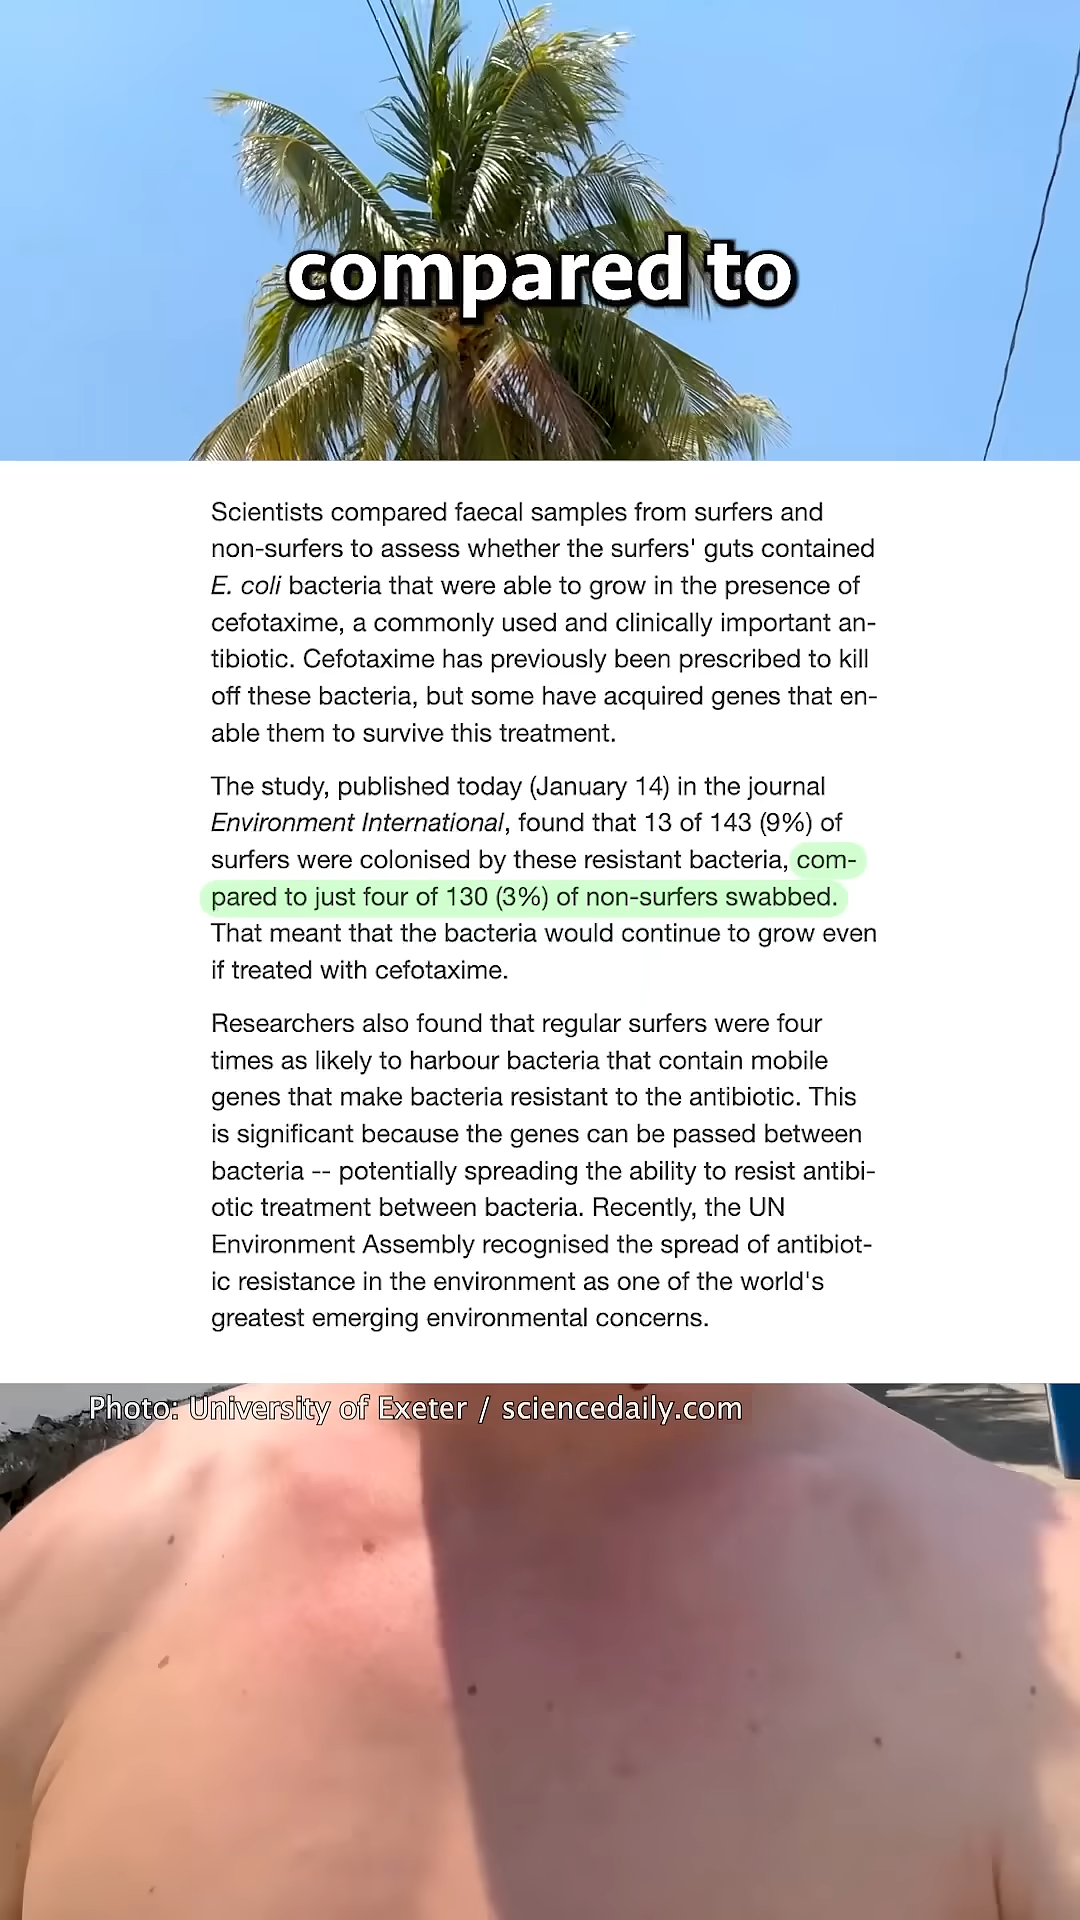 compared to
Scientists compared faecal samples from surfers and
non-surfers to assess whether the surfers' guts contained
E. coli bacteria that were able to grow in the presence of
cefotaxime, a commonly used and clinically important an-
tibiotic. Cefotaxime has previously been prescribed to kill
off these bacteria, but some have acquired genes that en-
able them to survive this treatment.
The study, published today (January 14) in the journal
Environment International, found that 13 of 143 (9%) of
surfers were colonised by these resistant bacteria, com-
pared to just four of 130 (3%) of non-surfers swabbed.
That meant that the bacteria would continue to grow even
if treated with cefotaxime.
Researchers also found that regular surfers were four
times as likely to harbour bacteria that contain mobile
genes that make bacteria resistant to the antibiotic. This
is significant because the genes can be passed between
bacteria -- potentially spreading the ability to resist antibi-
otic treatment between bacteria. Recently, the UN
Environment Assembly recognised the spread of antibiot-
ic resistance in the environment as one of the world's
greatest emerging environmental concerns.
Photo: University of Exeter / sciencedaily.com